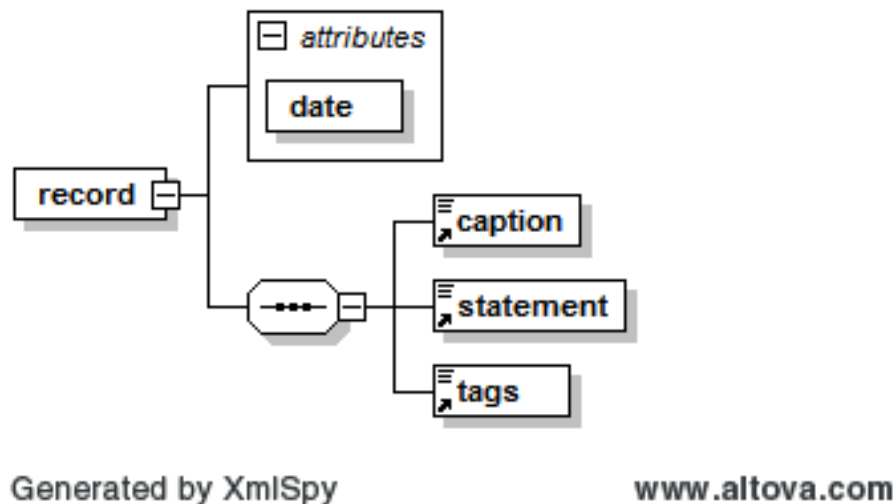 attributes
date
record
caption
statement
tags
Generated by XmlSpy
www.altova.com